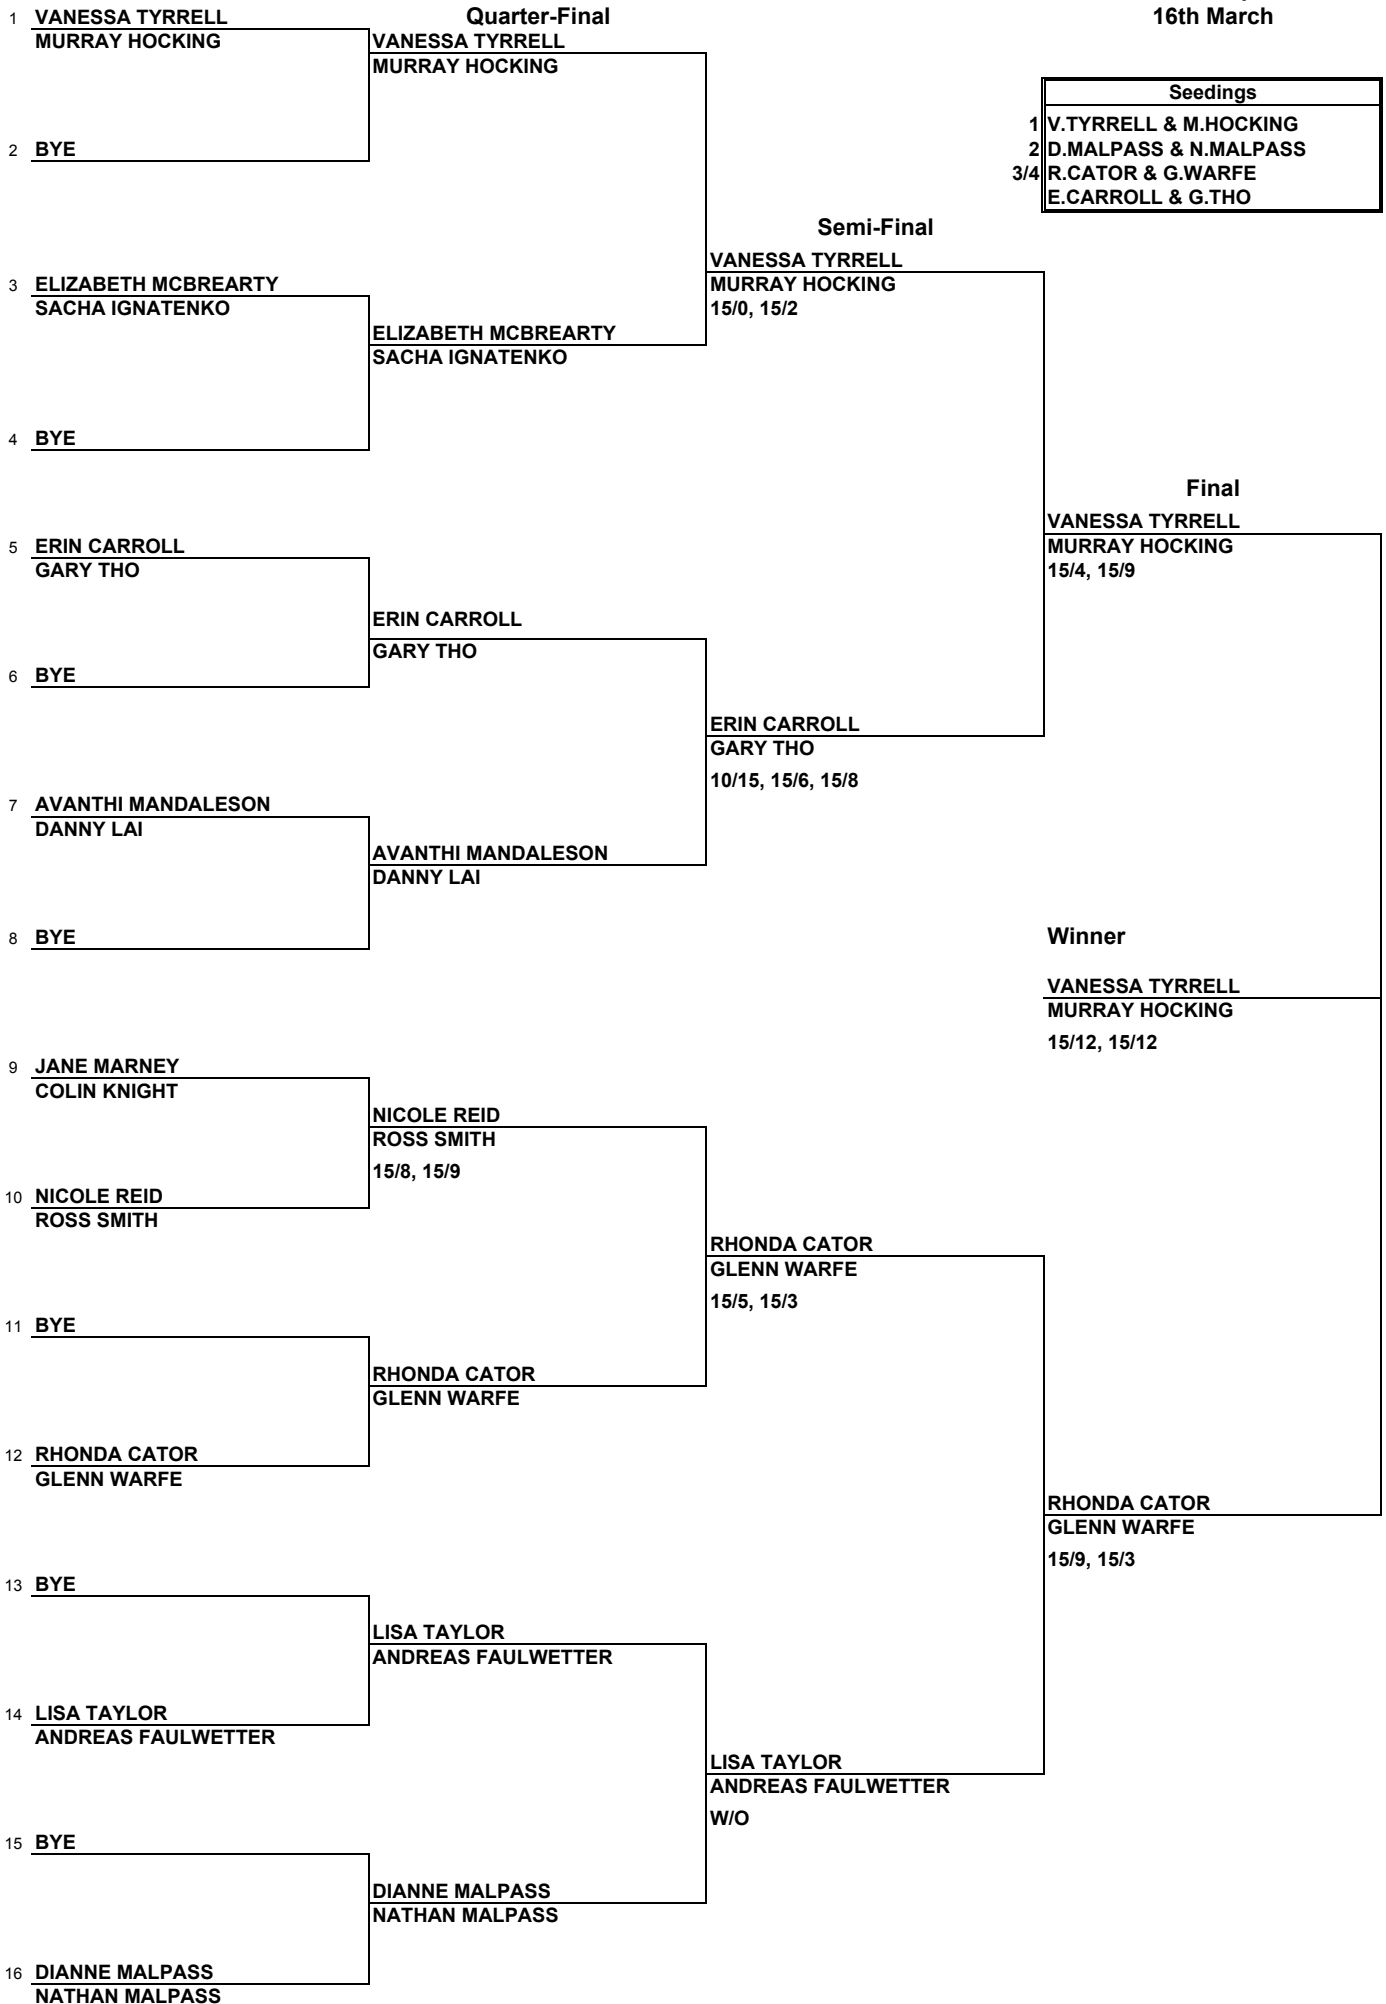 Quarter-Final
16th March
1 VANESSA TYRRELL
MURRAY HOCKING
2 BYE
3 ELIZABETH MCBREARTY
SACHA IGNATENKO
4 BYE
5 ERIN CARROLL
GARY THO
6 BYE
7 AVANTHI MANDALESON
DANNY LAI
8 BYE
9 JANE MARNEY
COLIN KNIGHT
10 NICOLE REID
ROSS SMITH
11 BYE
12 RHONDA CATOR
GLENN WARFE
13 BYE
14 LISA TAYLOR
ANDREAS FAULWETTER
15 BYE
16 DIANNE MALPASS
NATHAN MALPASS
VANESSA TYRRELL
MURRAY HOCKING
ELIZABETH MCBREARTY
SACHA IGNATENKO
ERIN CARROLL
GARY THO
AVANTHI MANDALESON
DANNY LAI
NICOLE REID
ROSS SMITH
15/8, 15/9
RHONDA CATOR
GLENN WARFE
LISA TAYLOR
ANDREAS FAULWETTER
DIANNE MALPASS
NATHAN MALPASS
Semi-Final
VANESSA TYRRELL
MURRAY HOCKING
15/0, 15/2
ERIN CARROLL
GARY THO
10/15, 15/6, 15/8
RHONDA CATOR
GLENN WARFE
15/5, 15/3
LISA TAYLOR
ANDREAS FAULWETTER
W/O
Seedings
1 V.TYRRELL & M.HOCKING
2 D.MALPASS & N.MALPASS
3/4 R.CATOR & G.WARFE
E.CARROLL & G.THO
Final
VANESSA TYRRELL
MURRAY HOCKING
15/4, 15/9
Winner
VANESSA TYRRELL
MURRAY HOCKING
15/12, 15/12
RHONDA CATOR
GLENN WARFE
15/9, 15/3